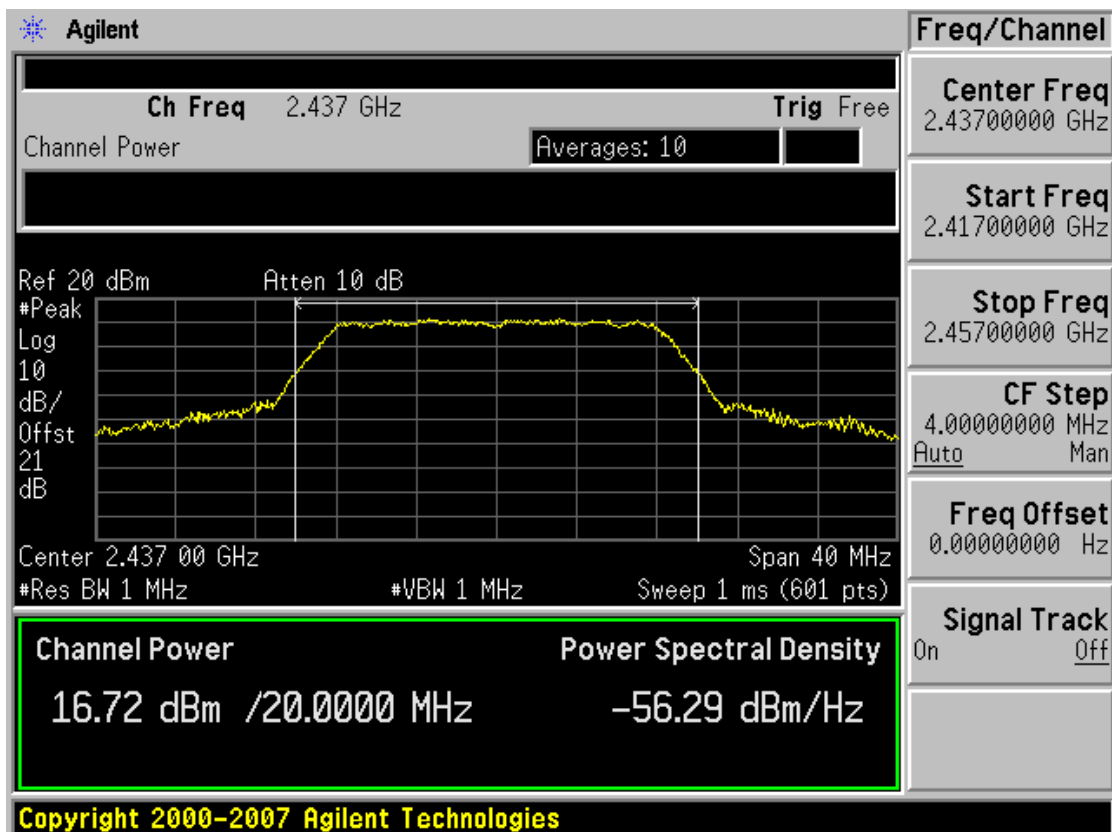 Agilent
Freq/Channel
Ch Freq 2.437 GHz Trig Free
Channel Power Averages: 10
Ref 20 dBm Atten 10 dB
#Peak
Log
10
dB/
Offst
21
dB
Center 2.437 00 GHz Span 40 MHz
#Res BW 1 MHz #VBW 1 MHz Sweep 1 ms (601 pts)
Channel Power Power Spectral Density
16.72 dBm /20.0000 MHz -56.29 dBm/Hz
Copyright 2000-2007 Agilent Technologies
Center Freq
2.43700000 GHz
Start Freq
2.41700000 GHz
Stop Freq
2.45700000 GHz
CF Step
4.00000000 MHz
Auto Man
Freq Offset
0.00000000 Hz
Signal Track
On Off